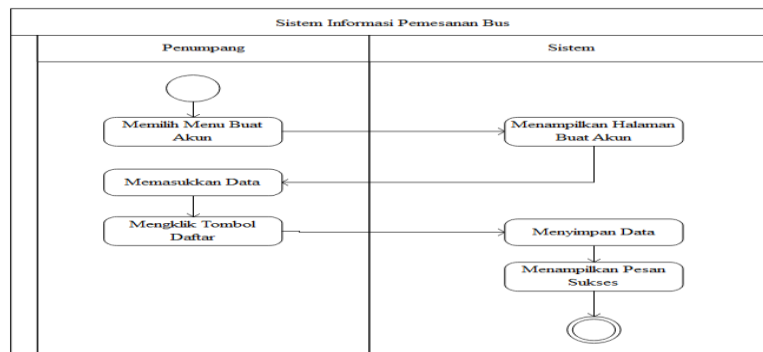 Sistem Informasi Pemesanan Bus
Penumpang
Sistem
Memilih Menu Buat
Akun
Menampilkan Halaman
Buat Akun
Memasukkan Data
Mengklik Tombol
Daftar
Menyimpan Data
Menampilkan Pesan
Sukses